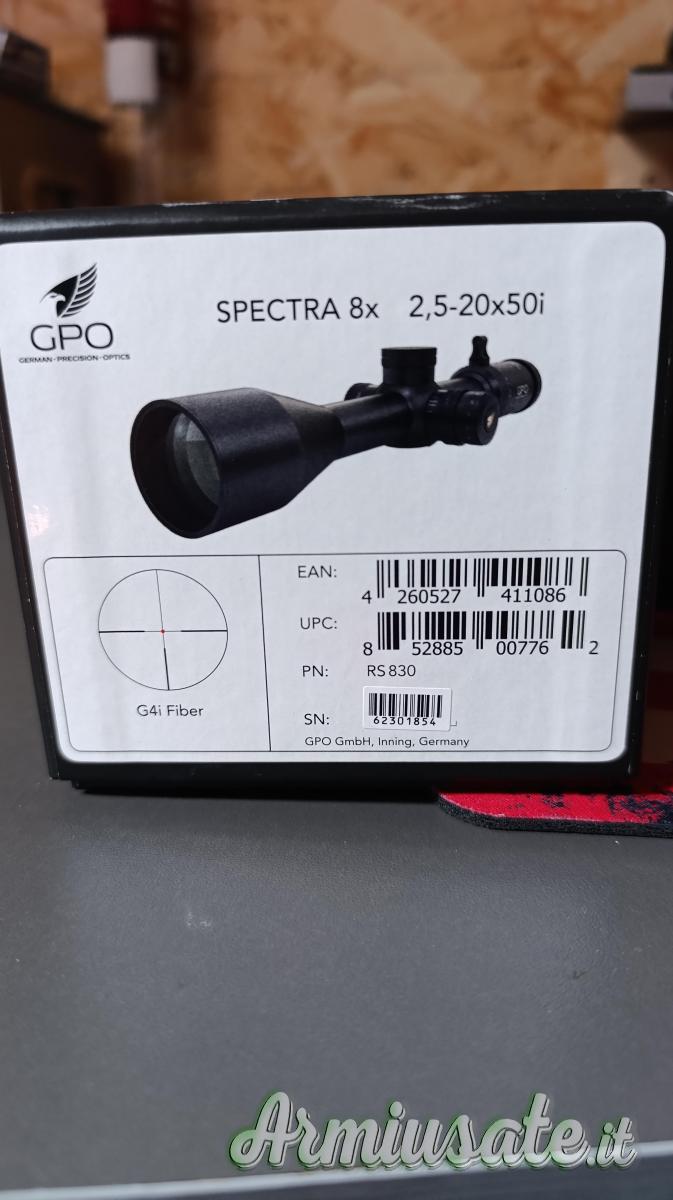 SPECTRA 8x 2,5-20x50i
GPO
GERMAN·PRECISION·OPTICS
G4i Fiber
EAN: 4 260527 411086
UPC: 8 52885 00776 2
PN: RS 830
SN: 62301854
GPO GmbH, Inning, Germany
Armiusate.it